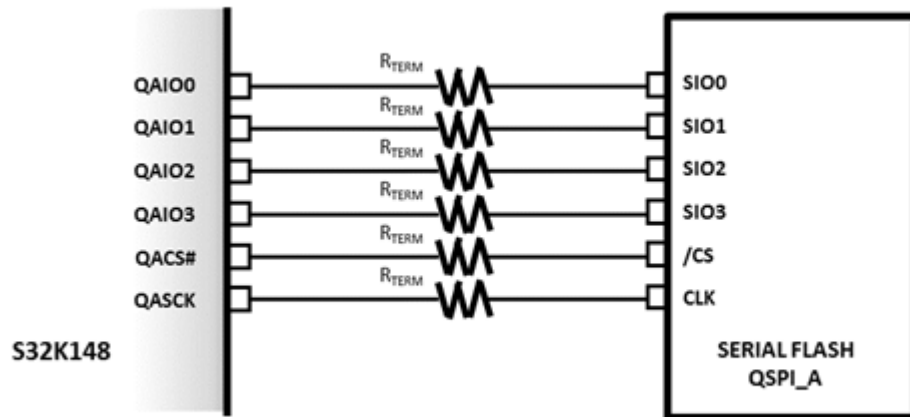 R_TERM
QAIO0 SIO0
R_TERM
QAIO1 SIO1
R_TERM
QAIO2 SIO2
R_TERM
QAIO3 SIO3
R_TERM
QACS# /CS
R_TERM
QASCK CLK
S32K148
SERIAL FLASH
QSPI_A